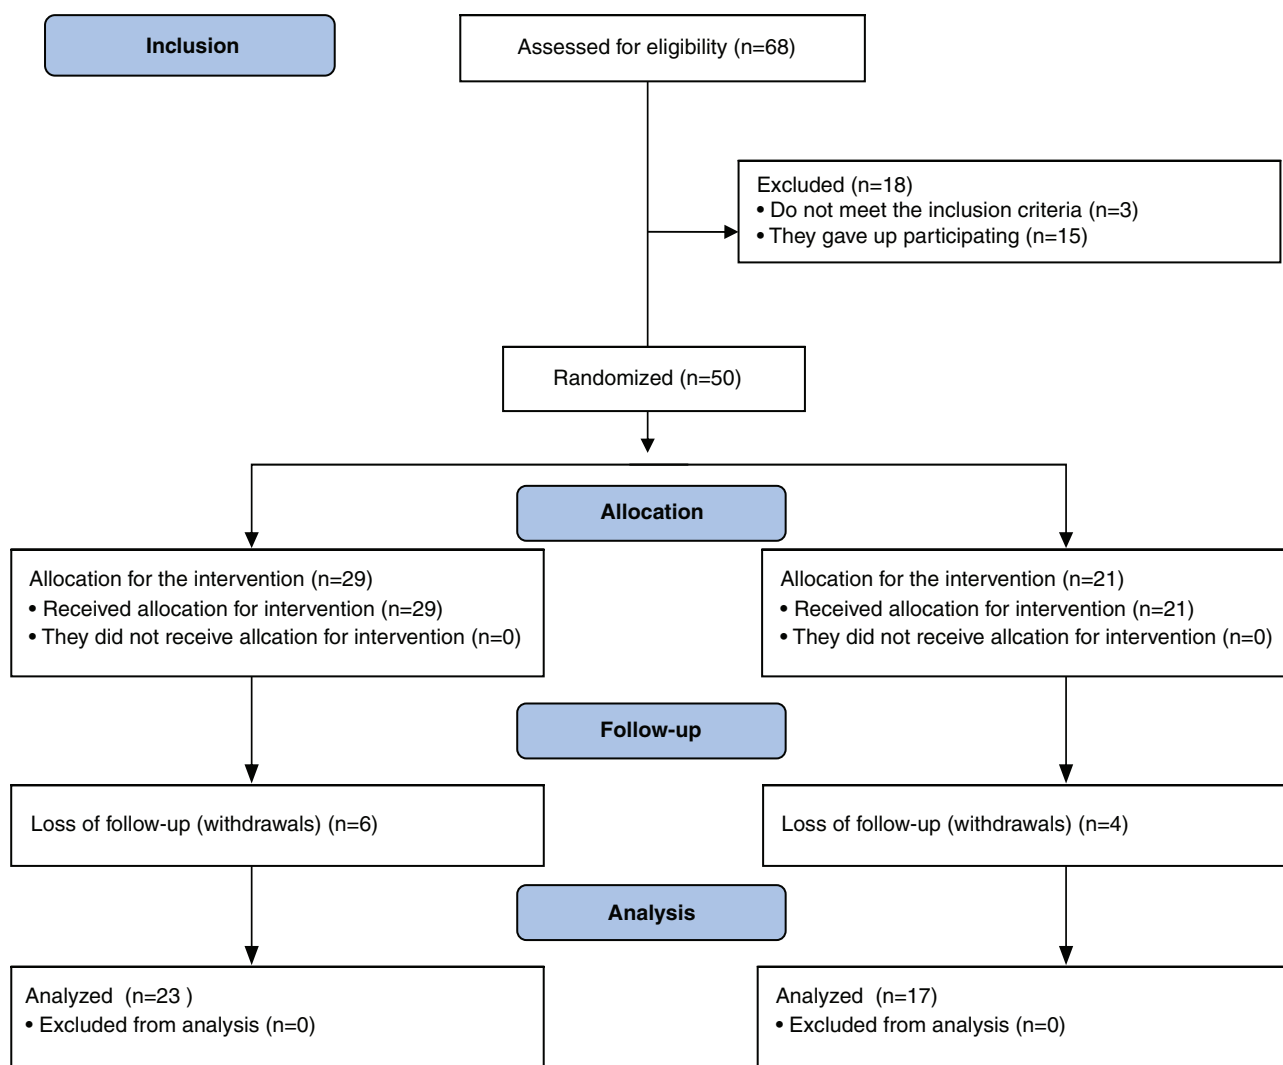 Inclusion
Assessed for eligibility (n=68)
Excluded (n=18)
• Do not meet the inclusion criteria (n=3)
• They gave up participating (n=15)
Randomized (n=50)
Allocation
Allocation for the intervention (n=29)
• Received allocation for intervention (n=29)
• They did not receive allcation for intervention (n=0)
Allocation for the intervention (n=21)
• Received allocation for intervention (n=21)
• They did not receive allcation for intervention (n=0)
Follow-up
Loss of follow-up (withdrawals) (n=6)
Loss of follow-up (withdrawals) (n=4)
Analysis
Analyzed  (n=23 )
• Excluded from analysis (n=0)
Analyzed  (n=17)
• Excluded from analysis (n=0)